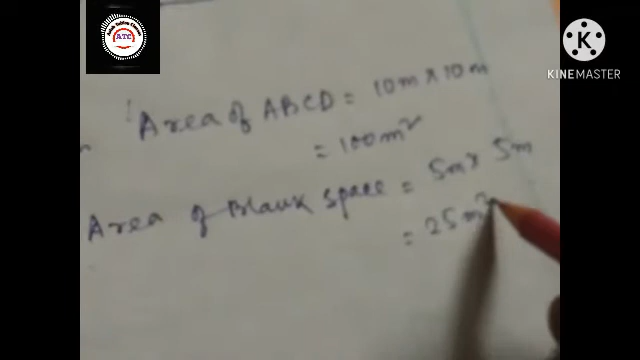 ATC
KINEMASTER
Area of ABCD = 10m x 10m
= 100m²
Area of Blank space = 5m x 5m
= 25m²